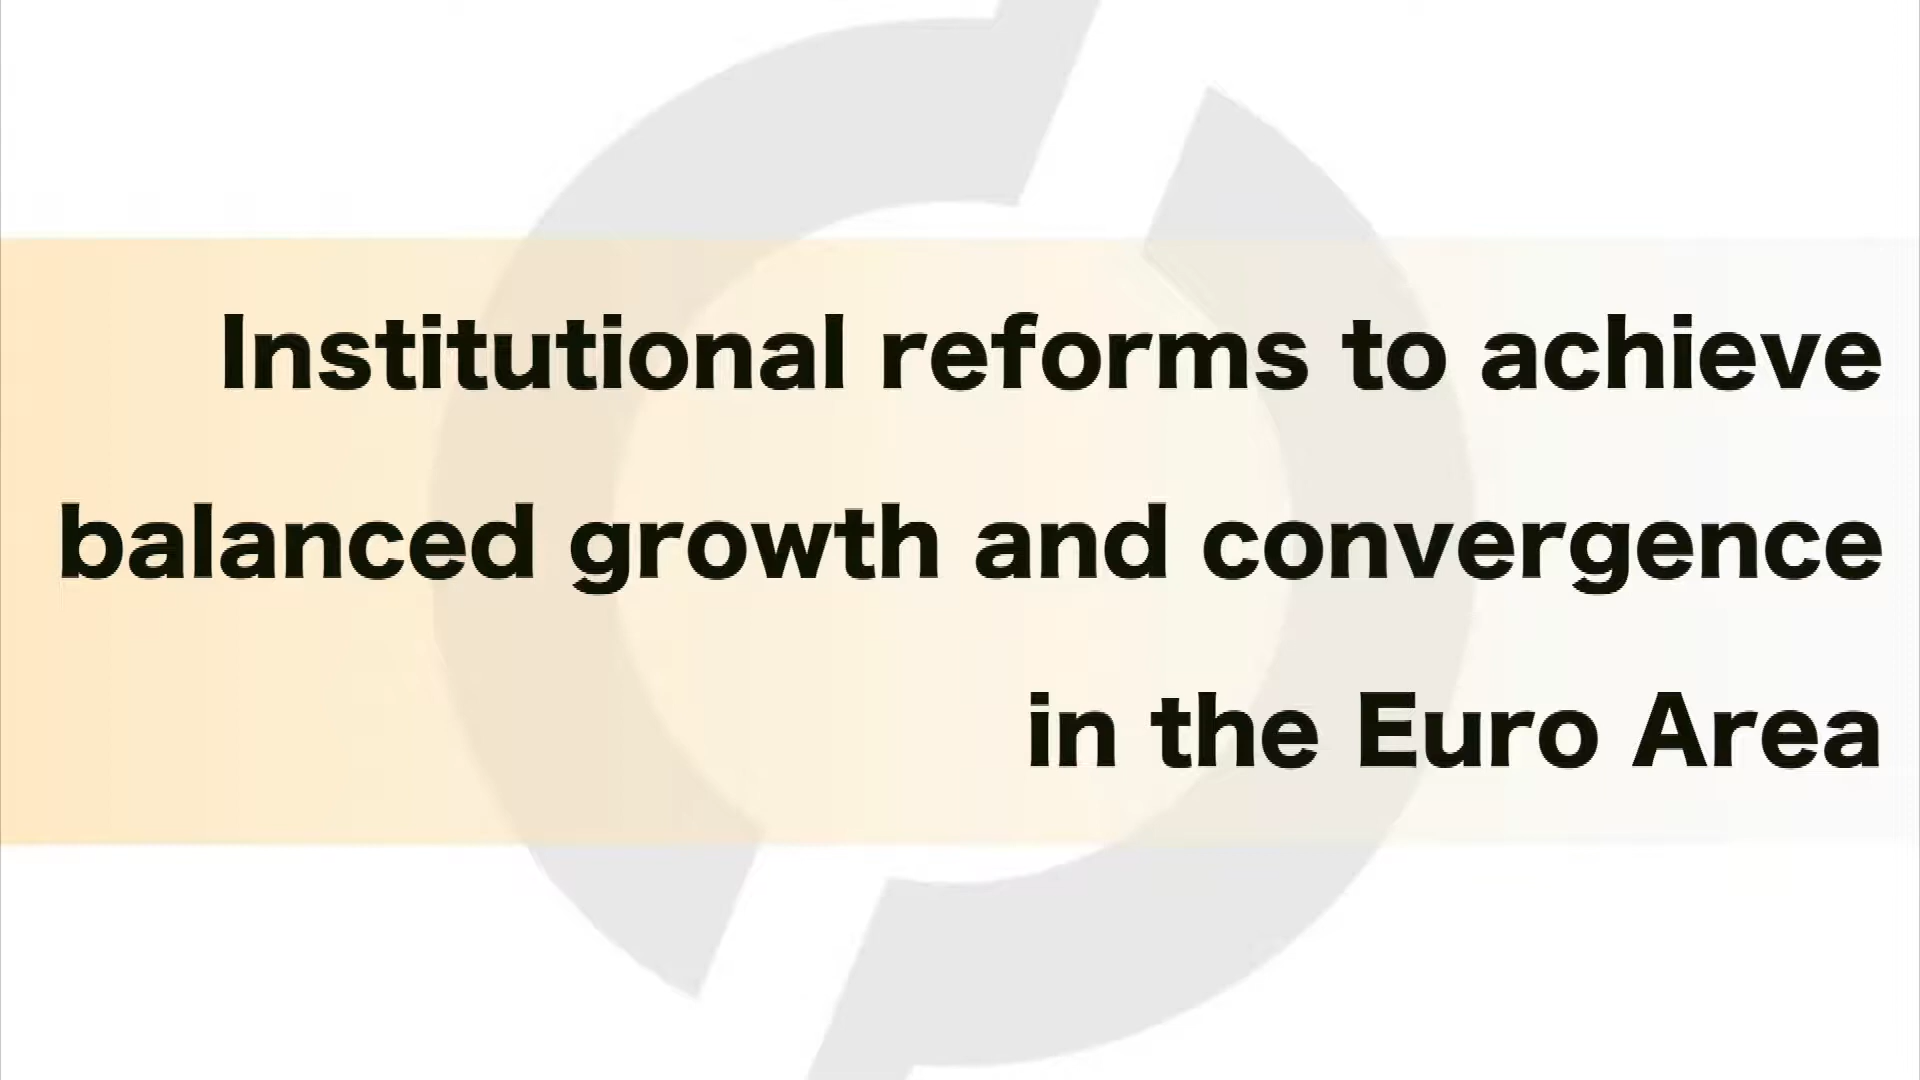 Institutional reforms to achieve
balanced growth and convergence
in the Euro Area